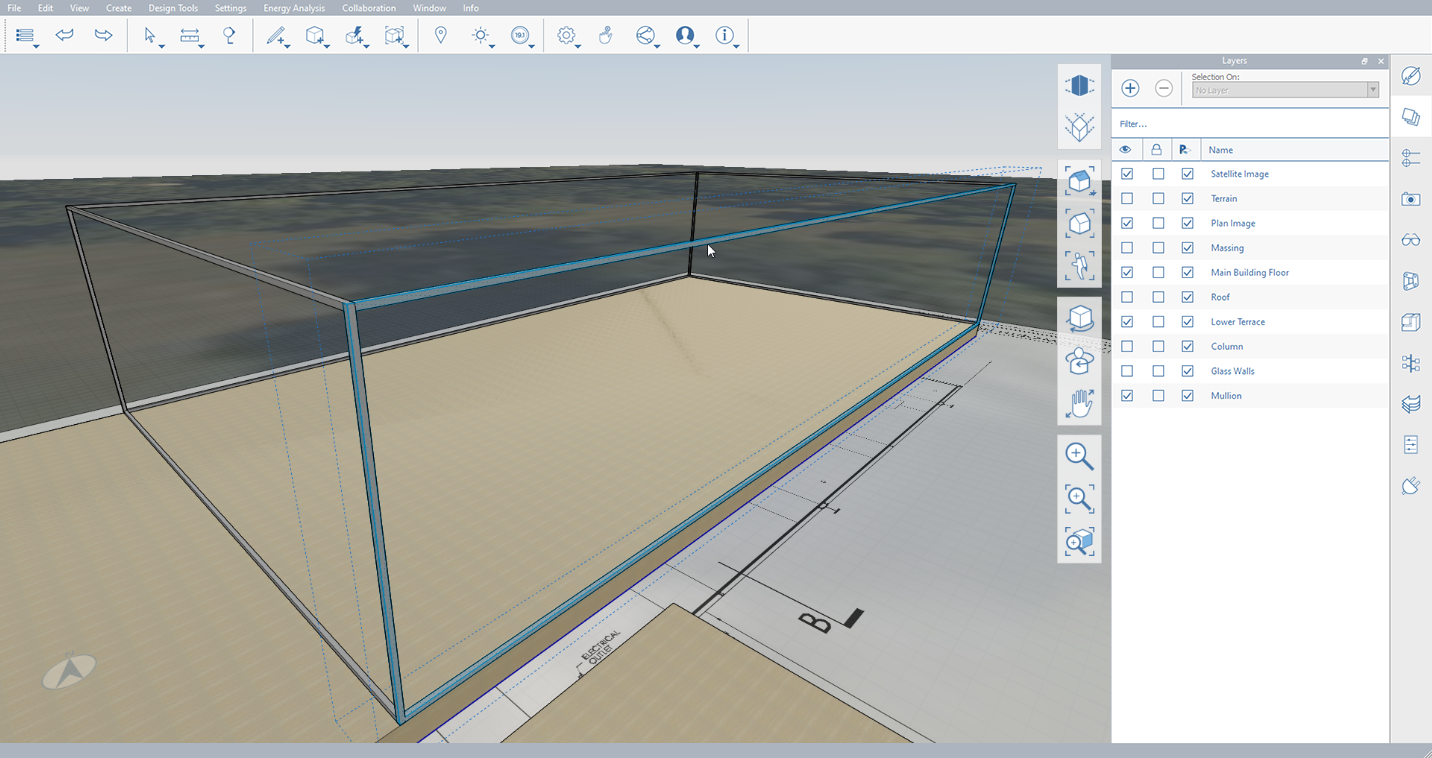 File Edit View Create Design Tools Settings Energy Analysis Collaboration Window Info
193
Layers
Selection On:
No Layer
Filter...
Name
Satellite Image
Terrain
Plan Image
Massing
Main Building Floor
Roof
Lower Terrace
Column
Glass Walls
Mullion
B
ELECTRICAL
OUTLET